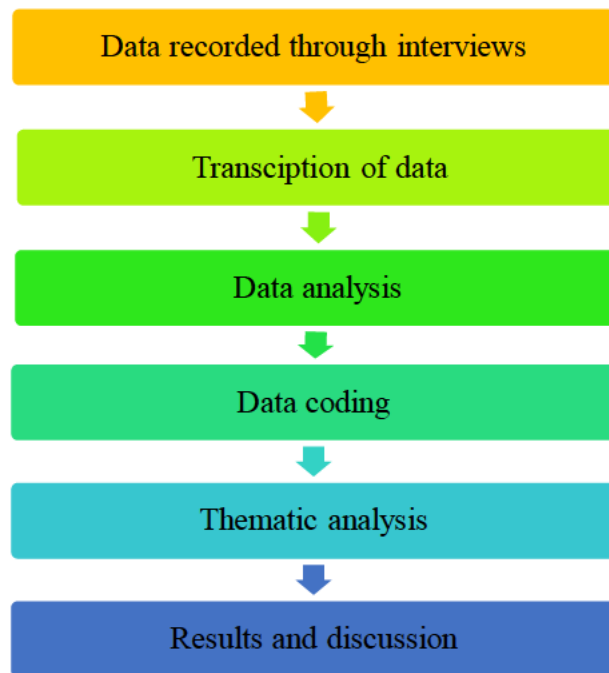 Data recorded through interviews
Transciption of data
Data analysis
Data coding
Thematic analysis
Results and discussion